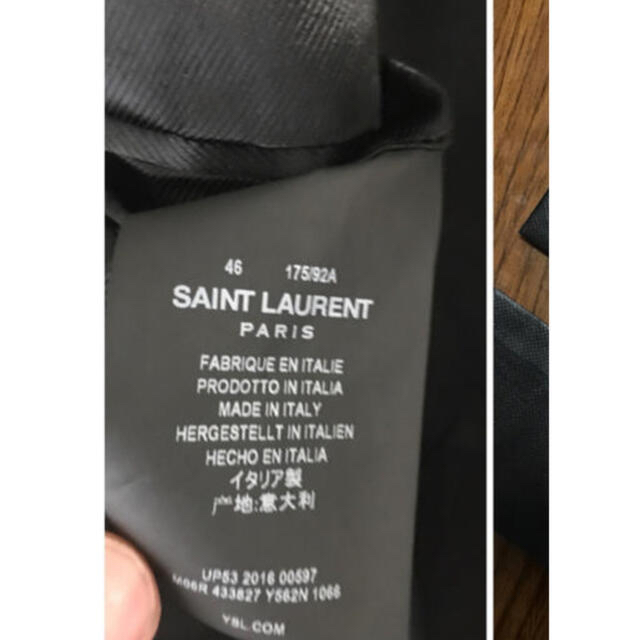 46 175/92A
SAINT LAURENT
PARIS
FABRIQUE EN ITALIE
PRODOTTO IN ITALIA
MADE IN ITALY
HERGESTELLT IN ITALIEN
HECHO EN ITALIA
イタリア製
地:意大利
UP53 2016 00597
433827 Y562N 1066
YSL.COM